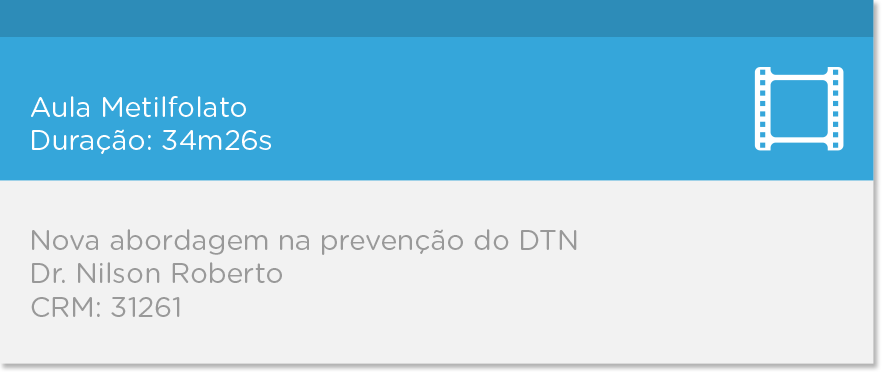 Aula Metilfolato
Duração: 34m26s
Nova abordagem na prevenção do DTN
Dr. Nilson Roberto
CRM: 31261